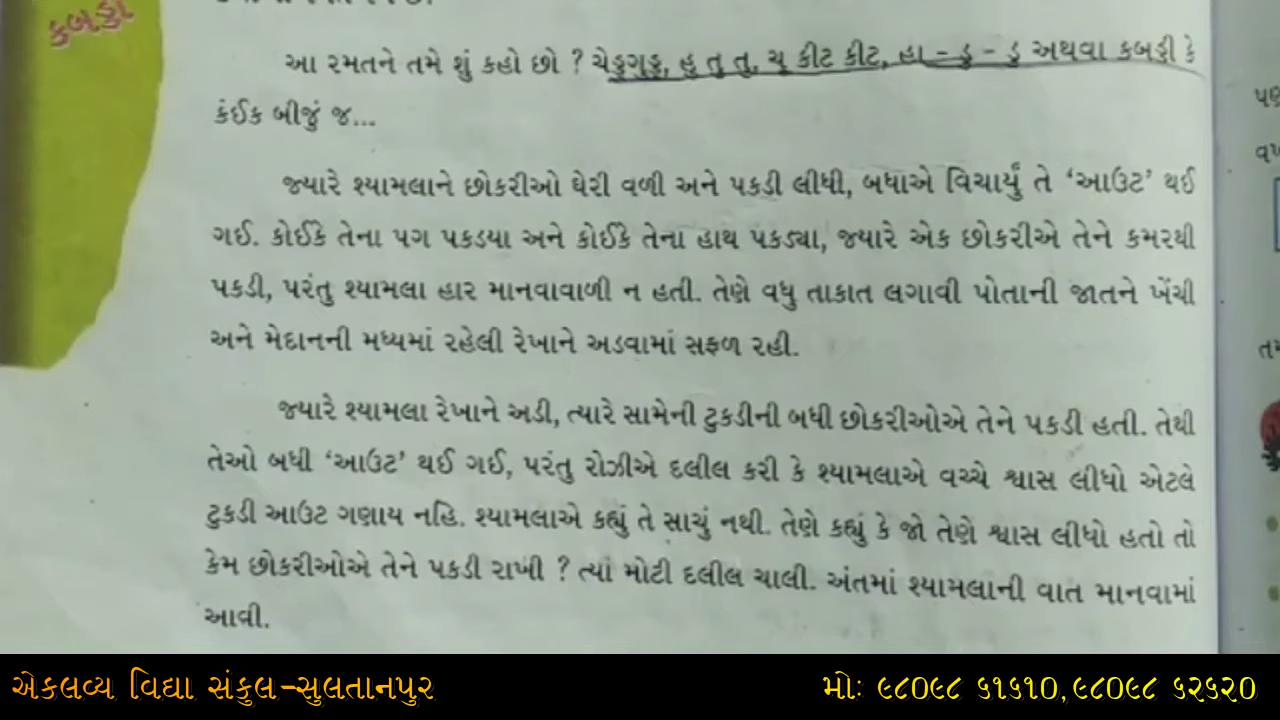 કબડ્ડી
આ રમતને તમે શું કહો છો ? ચેડુગુડુ, હુ તુ તુ, ચૂ કીટ કીટ, હા - ડુ - ડુ અથવા કબડ્ડી કે
કંઈક બીજું જ...
જ્યારે શ્યામલાને છોકરીઓ ઘેરી વળી અને પકડી લીધી, બધાએ વિચાર્યું તે ‘આઉટ’ થઈ
ગઈ. કોઈકે તેના પગ પકડયા અને કોઈકે તેના હાથ પકડ્યા, જ્યારે એક છોકરીએ તેને કમરથી
પકડી, પરંતુ શ્યામલા હાર માનવાવાળી ન હતી. તેણે વધુ તાકાત લગાવી પોતાની જાતને ખેંચી
અને મેદાનની મધ્યમાં રહેલી રેખાને અડવામાં સફળ રહી.
જ્યારે શ્યામલા રેખાને અડી, ત્યારે સામેની ટુકડીની બધી છોકરીઓએ તેને પકડી હતી. તેથી
તેઓ બધી ‘આઉટ’ થઈ ગઈ, પરંતુ રોઝીએ દલીલ કરી કે શ્યામલાએ વચ્ચે શ્વાસ લીધો એટલે
ટુકડી આઉટ ગણાય નહિ. શ્યામલાએ કહ્યું તે સાચું નથી. તેણે કહ્યું કે જો તેણે શ્વાસ લીધો હતો તો
કેમ છોકરીઓએ તેને પકડી રાખી ? ત્યાં મોટી દલીલ ચાલી. અંતમાં શ્યામલાની વાત માનવામાં
આવી.
એકલવ્ય વિદ્યા સંકુલ-સુલતાનપુર
મોઃ ૯૮૦૯૮ ૬૧૬૧૦,૯૮૦૯૮ ૬૨૬૨૦